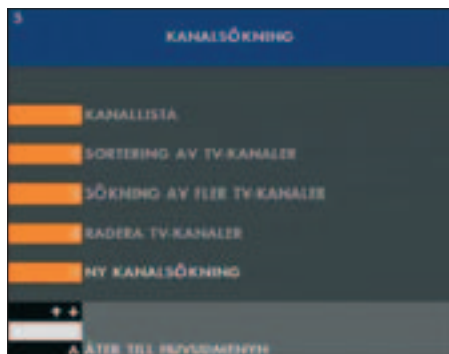 KANALSÖKNING
KANALLISTA
SORTERING AV TV-KANALER
SÖKNING AV FLER TV-KANALER
RADERA TV-KANALER
NY KANALSÖKNING
ÅTER TILL HUVUDMENYN